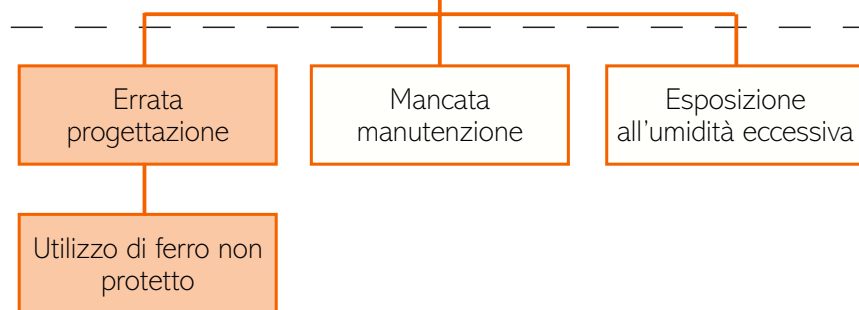 Errata
progettazione
Mancata
manutenzione
Esposizione
all'umidità eccessiva
Utilizzo di ferro non
protetto